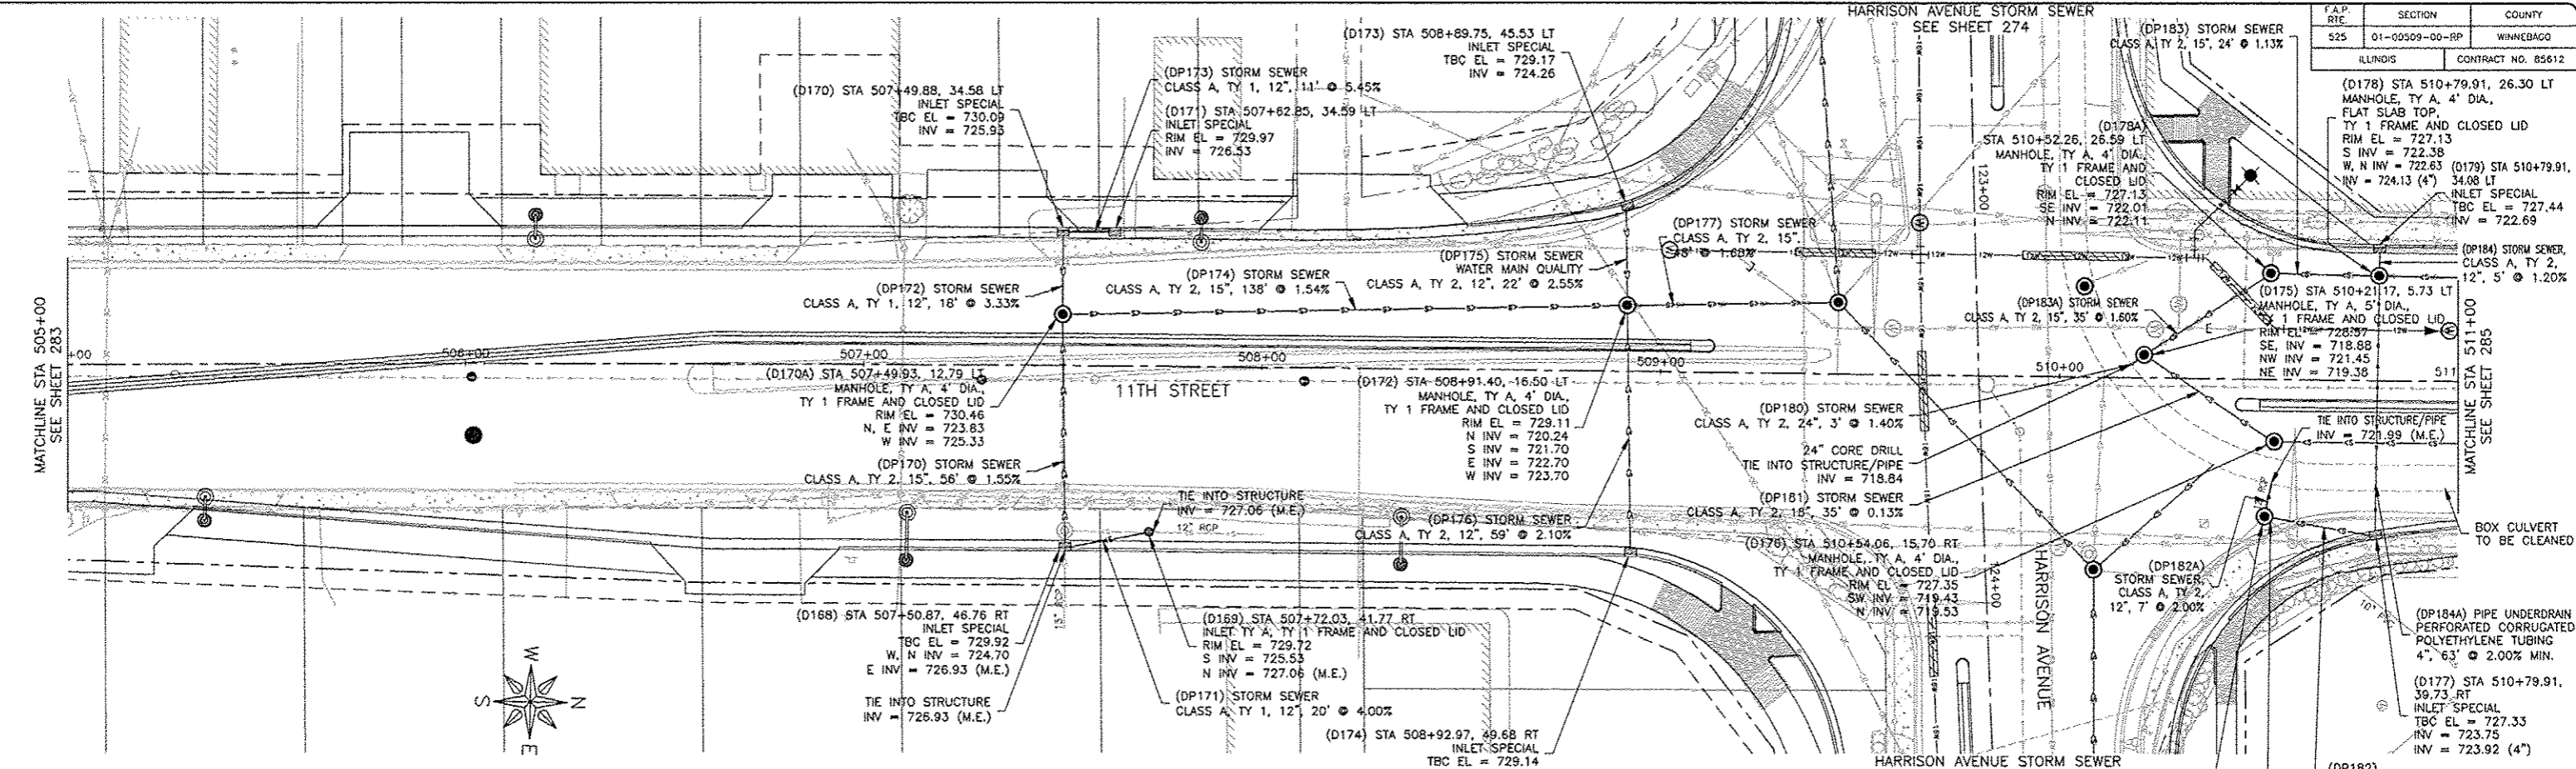 HARRISON AVENUE STORM SEWER
SEE SHEET 274
F.A.P. RTE.
SECTION
COUNTY
525
01-00509-00-RP
WINNEBAGO
ILLINOIS
CONTRACT NO. 85612
(D170) STA 507+49.88, 34.58 LT
INLET SPECIAL
TBC EL = 730.09
INV = 725.93
(DP173) STORM SEWER
CLASS A, TY 1, 12", 11' @ 5.45%
(D171) STA 507+62.85, 34.59 LT
INLET SPECIAL
RIM EL = 729.97
INV = 726.53
(D173) STA 508+89.75, 45.53 LT
INLET SPECIAL
TBC EL = 729.17
INV = 724.26
(DP183) STORM SEWER
CLASS A, TY 2, 15", 24' @ 1.13%
(D178A)
STA 510+52.26, 26.59 LT
MANHOLE, TY A, 4' DIA.,
TY 1 FRAME AND
CLOSED LID
RIM EL = 727.13
SE INV = 722.01
N INV = 722.11
(D178) STA 510+79.91, 26.30 LT
MANHOLE, TY A, 4' DIA.,
FLAT SLAB TOP,
TY 1 FRAME AND CLOSED LID
RIM EL = 727.13
S INV = 722.38
W, N INV = 722.63
INV = 724.13 (4")
(D179) STA 510+79.91,
34.08 LT
INLET SPECIAL
TBC EL = 727.44
INV = 722.69
(DP184) STORM SEWER,
CLASS A, TY 2,
12", 5' @ 1.20%
(DP172) STORM SEWER
CLASS A, TY 1, 12", 18' @ 3.33%
(DP174) STORM SEWER
CLASS A, TY 2, 15", 138' @ 1.54%
(DP175) STORM SEWER
WATER MAIN QUALITY
CLASS A, TY 2, 12", 22' @ 2.55%
(DP177) STORM SEWER
CLASS A, TY 2, 15"
123+00
(DP183A) STORM SEWER
CLASS A, TY 2, 15", 35' @ 1.60%
(D175) STA 510+21.17, 5.73 LT
MANHOLE, TY A, 5' DIA.,
TY 1 FRAME AND CLOSED LID
RIM EL = 728.57
SE, INV = 718.88
NW INV = 721.45
NE INV = 719.38
MATCHLINE STA 505+00
SEE SHEET 283
+00
506+00
507+00
508+00
509+00
510+00
511
MATCHLINE STA 511+00
SEE SHEET 285
11TH STREET
(D170A) STA 507+49.93, 12.79 LT
MANHOLE, TY A, 4' DIA.,
TY 1 FRAME AND CLOSED LID
RIM EL = 730.46
N, E INV = 723.83
W INV = 725.33
(D172) STA 508+91.40, 16.50 LT
MANHOLE, TY A, 4' DIA.,
TY 1 FRAME AND CLOSED LID
RIM EL = 729.11
N INV = 720.24
S INV = 721.70
E INV = 722.70
W INV = 723.70
(DP180) STORM SEWER
CLASS A, TY 2, 24", 3' @ 1.40%
24" CORE DRILL
TIE INTO STRUCTURE/PIPE
INV = 718.84
(DP181) STORM SEWER
CLASS A, TY 2, 18", 35' @ 0.13%
TIE INTO STRUCTURE/PIPE
INV = 721.99 (M.E.)
(DP170) STORM SEWER
CLASS A, TY 2, 15", 56' @ 1.55%
TIE INTO STRUCTURE
INV = 727.06 (M.E.)
12" RCP
(DP176) STORM SEWER
CLASS A, TY 2, 12", 59' @ 2.10%
(D176) STA 510+54.06, 15.70 RT
MANHOLE, TY A, 4' DIA.,
TY 1 FRAME AND CLOSED LID
RIM EL = 727.35
SW INV = 719.43
N INV = 719.53
124+00
HARRISON AVENUE
(DP182A)
STORM SEWER,
CLASS A, TY 2,
12", 7' @ 2.00%
BOX CULVERT
TO BE CLEANED
(D168) STA 507+50.87, 46.76 RT
INLET SPECIAL
TBC EL = 729.92
W, N INV = 724.70
E INV = 726.93 (M.E.)
TIE INTO STRUCTURE
INV = 726.93 (M.E.)
(D169) STA 507+72.03, 41.77 RT
INLET TY A, TY 1 FRAME AND CLOSED LID
RIM EL = 729.72
S INV = 725.53
N INV = 727.06 (M.E.)
(DP171) STORM SEWER
CLASS A, TY 1, 12", 20' @ 4.00%
(DP184A) PIPE UNDERDRAIN
PERFORATED CORRUGATED
POLYETHYLENE TUBING
4", 63' @ 2.00% MIN.
(D177) STA 510+79.91,
39.73 RT
INLET SPECIAL
TBC EL = 727.33
INV = 723.75
INV = 723.92 (4")
(D174) STA 508+92.97, 49.68 RT
INLET SPECIAL
TBC EL = 729.14
HARRISON AVENUE STORM SEWER
(DP182)
W
S
N
E